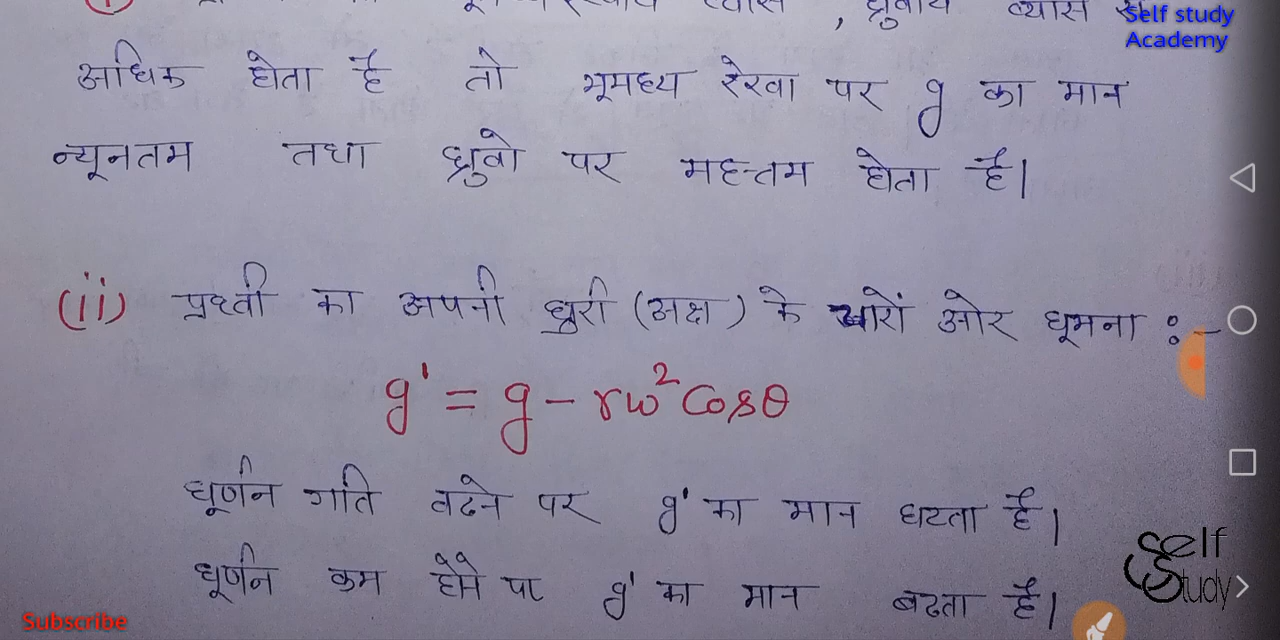 , ध्रुवीय व्यास
Self study
Academy
अधिक होता है तो भूमध्य रेखा पर g का मान
न्यूनतम तथा ध्रुवो पर महत्तम होता है।
(ii) प्रथ्वी का अपनी धुरी (अक्ष) के चारों ओर घूमना :-
g' = g - rω² Cosθ
घूर्णन गति बढने पर g' का मान घटता है।
घूर्णन कम होने पर g' का मान बढता है।
Self
Study
Subscribe